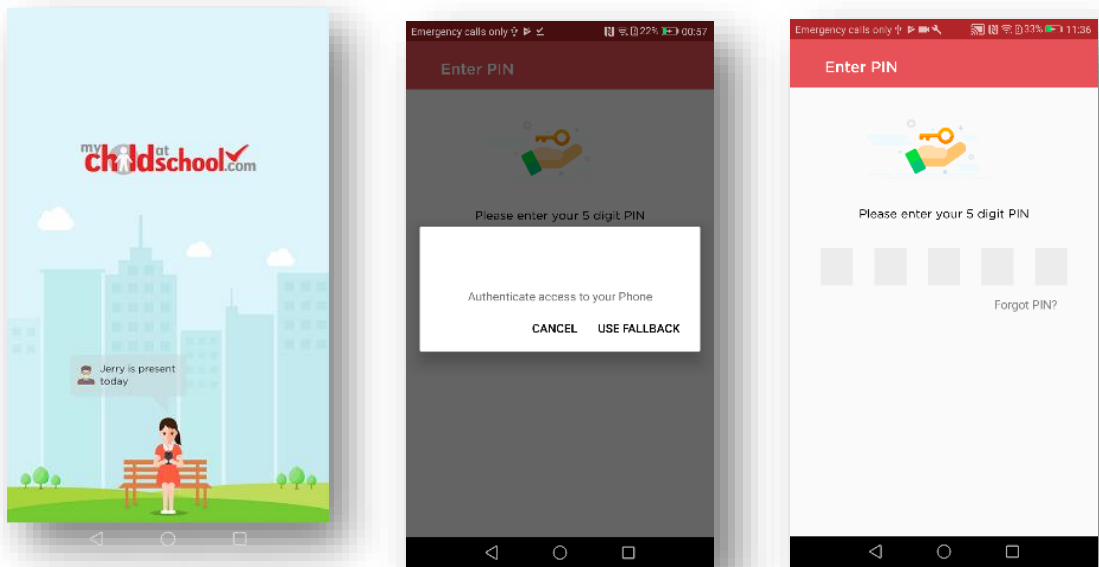 my child at school.com
Jerry is present
today
Emergency calls only 22% 00:57
Enter PIN
Please enter your 5 digit PIN
Authenticate access to your Phone
CANCEL USE FALLBACK
Emergency calls only 33% 11:36
Enter PIN
Please enter your 5 digit PIN
Forgot PIN?